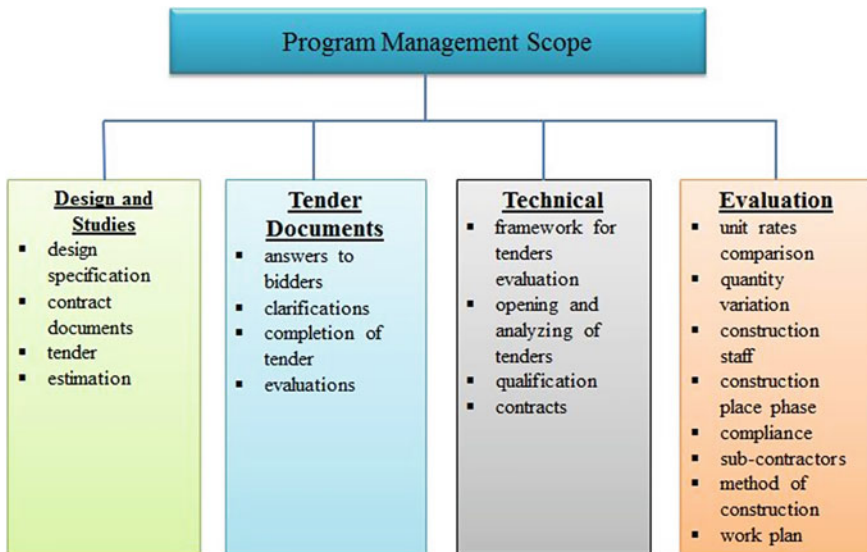 Program Management Scope
Design and
Studies
▪ design
specification
▪ contract
documents
▪ tender
▪ estimation
Tender
Documents
▪ answers to
bidders
▪ clarifications
▪ completion of
tender
▪ evaluations
Technical
▪ framework for
tenders
evaluation
▪ opening and
analyzing of
tenders
▪ qualification
▪ contracts
Evaluation
▪ unit rates
comparison
▪ quantity
variation
▪ construction
staff
▪ construction
place phase
▪ compliance
▪ sub-contractors
▪ method of
construction
▪ work plan